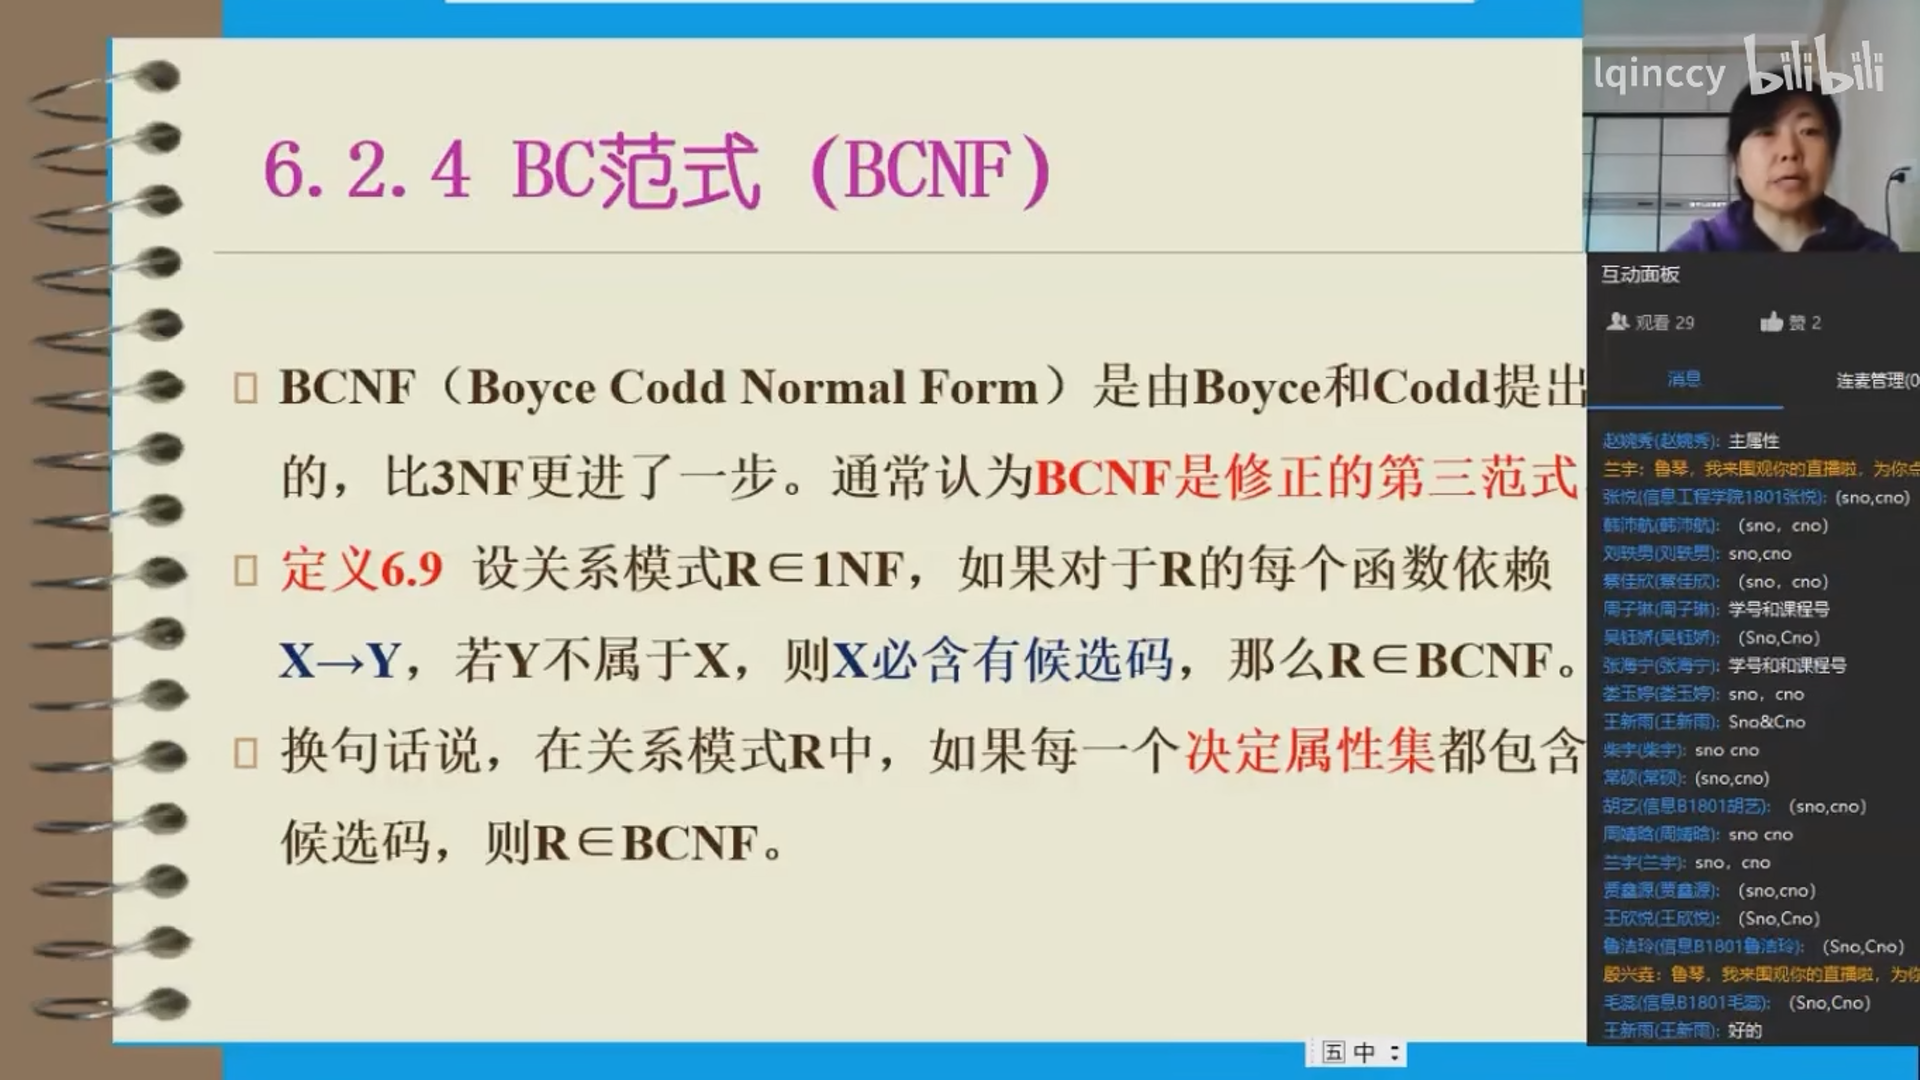 lqinccy bilibili
6.2.4 BC范式（BCNF）
BCNF（Boyce Codd Normal Form）是由Boyce和Codd提出
的，比3NF更进了一步。通常认为BCNF是修正的第三范式
定义6.9 设关系模式R∈1NF，如果对于R的每个函数依赖
X→Y，若Y不属于X，则X必含有候选码，那么R∈BCNF。
换句话说，在关系模式R中，如果每一个决定属性集都包含
候选码，则R∈BCNF。
互动面板
观看 29 赞 2
消息 连麦管理(0
赵婉秀(赵婉秀): 主属性
兰宇: 鲁琴，我来围观你的直播啦，为你点
张悦(信息工程学院1801张悦): (sno,cno)
韩沛航(韩沛航): （sno，cno）
刘轶男(刘轶男): sno,cno
蔡佳欣(蔡佳欣): （sno，cno）
周子琳(周子琳): 学号和课程号
吴钰娇(吴钰娇): （Sno,Cno）
张海宁(张海宁): 学号和和课程号
娄玉婷(娄玉婷): sno，cno
王新雨(王新雨): Sno&Cno
柴宇(柴宇): sno cno
常硕(常硕): (sno,cno)
胡艺(信息B1801胡艺): （sno,cno）
周婧晗(周婧晗): sno cno
兰宇(兰宇): sno，cno
贾鑫源(贾鑫源): （sno,cno）
王欣悦(王欣悦): （Sno,Cno）
鲁洁玲(信息B1801鲁洁玲): （Sno,Cno）
殷兴垚: 鲁琴，我来围观你的直播啦，为你
毛蕊(信息B1801毛蕊): （Sno,Cno）
王新雨(王新雨): 好的
五 中 :